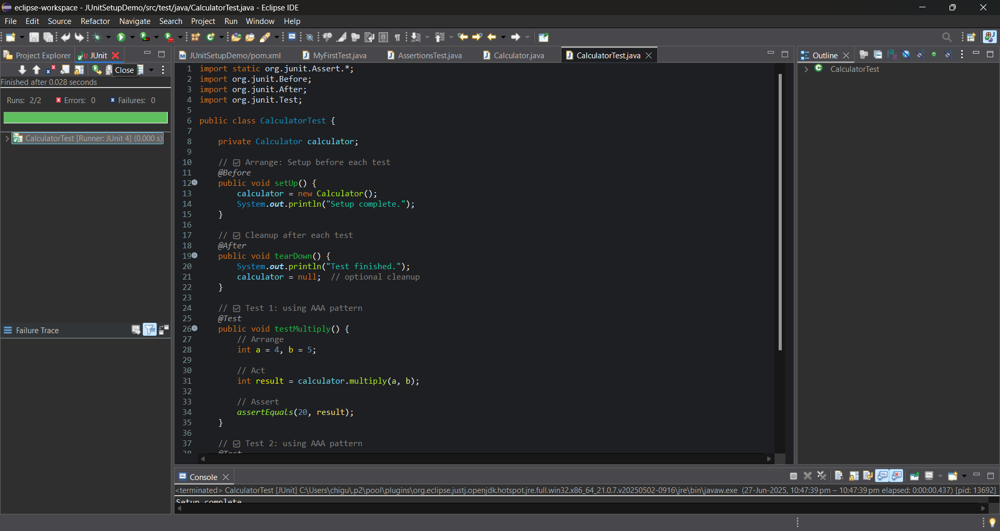 eclipse-workspace - JUnitSetupDemo/src/test/java/CalculatorTest.java - Eclipse IDE
File Edit Source Refactor Navigate Search Project Run Window Help
Project Explorer JUnit
Close
Finished after 0.028 seconds
Runs: 2/2 Errors: 0 Failures: 0
CalculatorTest [Runner: JUnit 4] (0.000 s)
Failure Trace
JUnitSetupDemo/pom.xml MyFirstTest.java AssertionsTest.java Calculator.java CalculatorTest.java
1 import static org.junit.Assert.*;
2 import org.junit.Before;
3 import org.junit.After;
4 import org.junit.Test;
5
6 public class CalculatorTest {
7
8 private Calculator calculator;
9
10 // ☑ Arrange: Setup before each test
11 @Before
12 public void setUp() {
13 calculator = new Calculator();
14 System.out.println("Setup complete.");
15 }
16
17 // ☑ Cleanup after each test
18 @After
19 public void tearDown() {
20 System.out.println("Test finished.");
21 calculator = null; // optional cleanup
22 }
23
24 // ☑ Test 1: using AAA pattern
25 @Test
26 public void testMultiply() {
27 // Arrange
28 int a = 4, b = 5;
29
30 // Act
31 int result = calculator.multiply(a, b);
32
33 // Assert
34 assertEquals(20, result);
35 }
36
37 // ☑ Test 2: using AAA pattern
38 @Test
Outline
CalculatorTest
Console
<terminated> CalculatorTest [JUnit] C:\Users\chigu\.p2\pool\plugins\org.eclipse.justj.openjdk.hotspot.jre.full.win32.x86_64_21.0.7.v20250502-0916\jre\bin\javaw.exe (27-Jun-2025, 10:47:39 pm – 10:47:39 pm elapsed: 0:00:00.437) [pid: 13692]
Setup complete